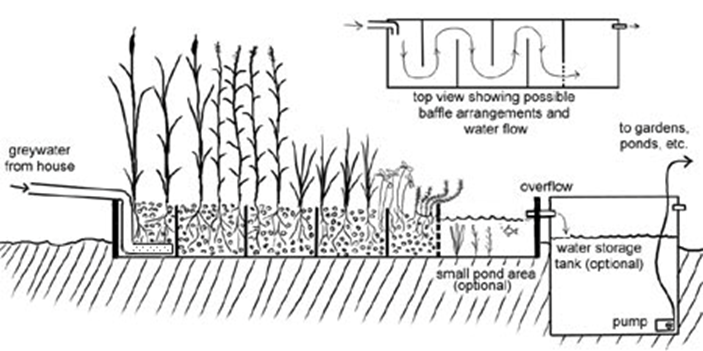 top view showing possible
baffle arrangements and
water flow
to gardens,
ponds, etc.
greywater
from house
overflow
water storage
tank (optional)
small pond area
(optional)
pump